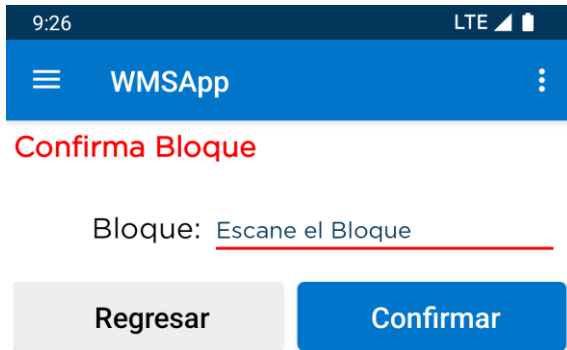 9:26 LTE
WMSApp
Confirma Bloque
Bloque: Escane el Bloque
Regresar Confirmar